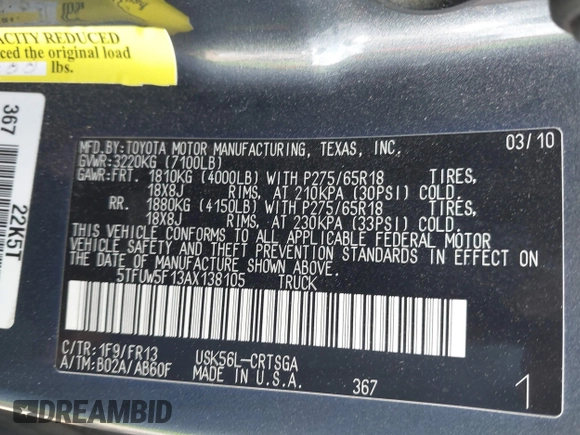 ACITY REDUCED
ced the original load
lbs.
367
22K5T
MFD.BY:TOYOTA MOTOR MANUFACTURING, TEXAS, INC. 03/10
GVWR:3220KG (7100LB)
GAWR:FRT. 1810KG (4000LB) WITH P275/65R18 TIRES,
18X8J RIMS, AT 210KPA (30PSI) COLD.
RR. 1880KG (4150LB) WITH P275/65R18 TIRES,
18X8J RIMS, AT 230KPA (33PSI) COLD.
THIS VEHICLE CONFORMS TO ALL APPLICABLE FEDERAL MOTOR
VEHICLE SAFETY AND THEFT PREVENTION STANDARDS IN EFFECT ON
THE DATE OF MANUFACTURE SHOWN ABOVE.
5TFUW5F13AX138105 TRUCK
C/TR:1F9/FR13 USK56L-CRTSGA
A/TM:B02A/AB60F MADE IN U.S.A. 367 1
DREAMBID